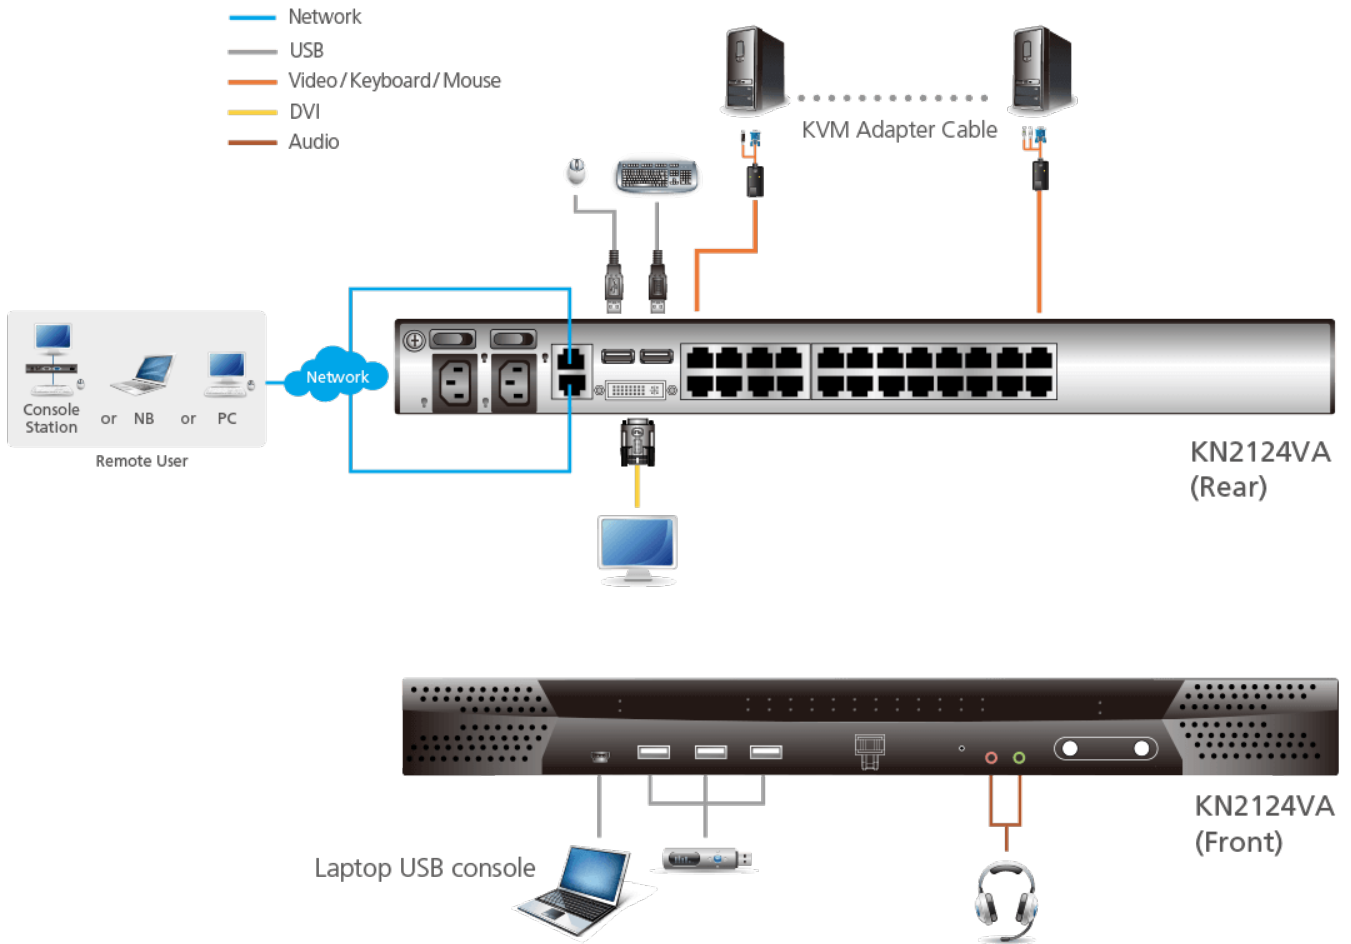 Network
USB
Video/Keyboard/Mouse
DVI
Audio
KVM Adapter Cable
Network
Console
Station
or
NB
or
PC
Remote User
KN2124VA
(Rear)
KN2124VA
(Front)
Laptop USB console